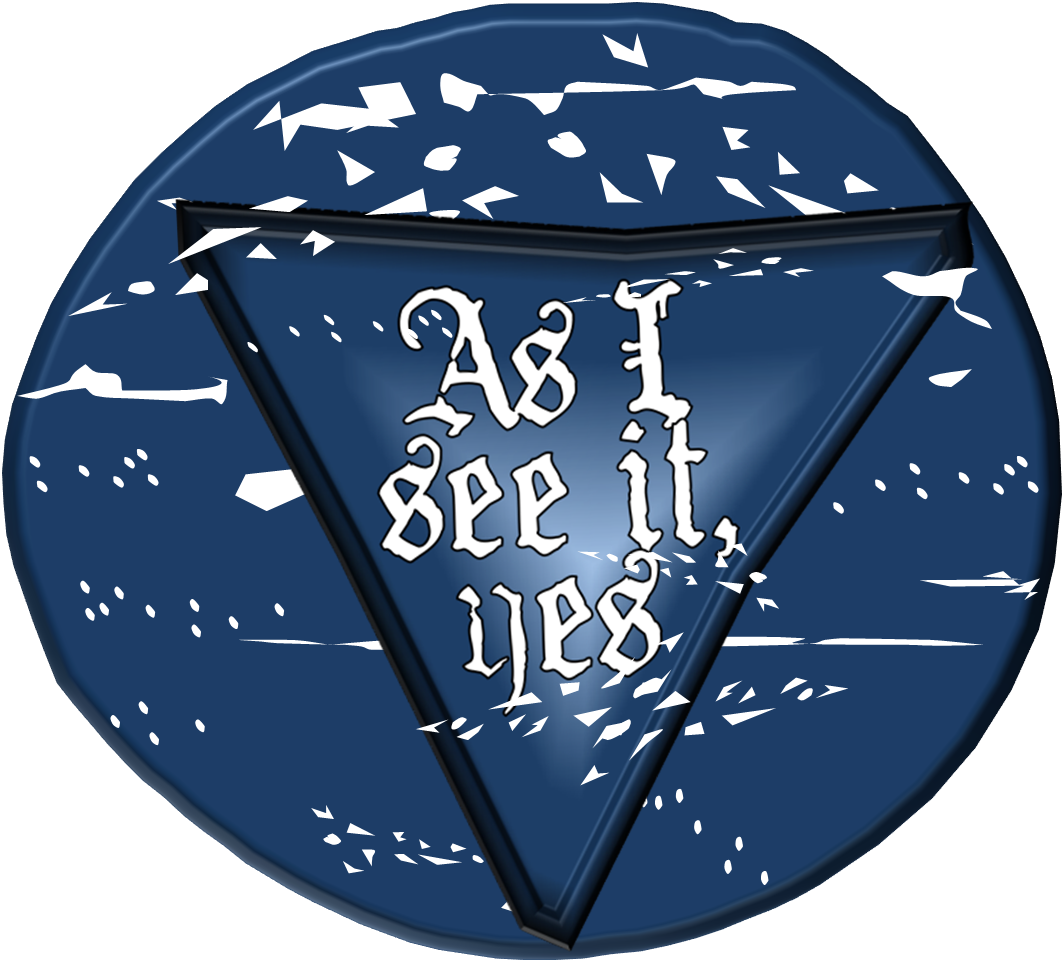 As I
see it,
yes